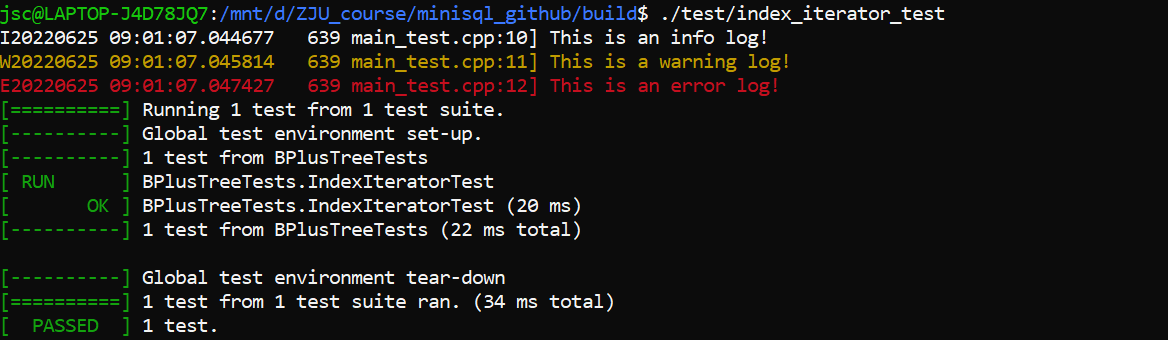 jsc@LAPTOP-J4D78JQ7:/mnt/d/ZJU_course/minisql_github/build$ ./test/index_iterator_test
I20220625 09:01:07.044677   639 main_test.cpp:10] This is an info log!
W20220625 09:01:07.045814   639 main_test.cpp:11] This is a warning log!
E20220625 09:01:07.047427   639 main_test.cpp:12] This is an error log!
[==========] Running 1 test from 1 test suite.
[----------] Global test environment set-up.
[----------] 1 test from BPlusTreeTests
[ RUN      ] BPlusTreeTests.IndexIteratorTest
[       OK ] BPlusTreeTests.IndexIteratorTest (20 ms)
[----------] 1 test from BPlusTreeTests (22 ms total)

[----------] Global test environment tear-down
[==========] 1 test from 1 test suite ran. (34 ms total)
[  PASSED  ] 1 test.